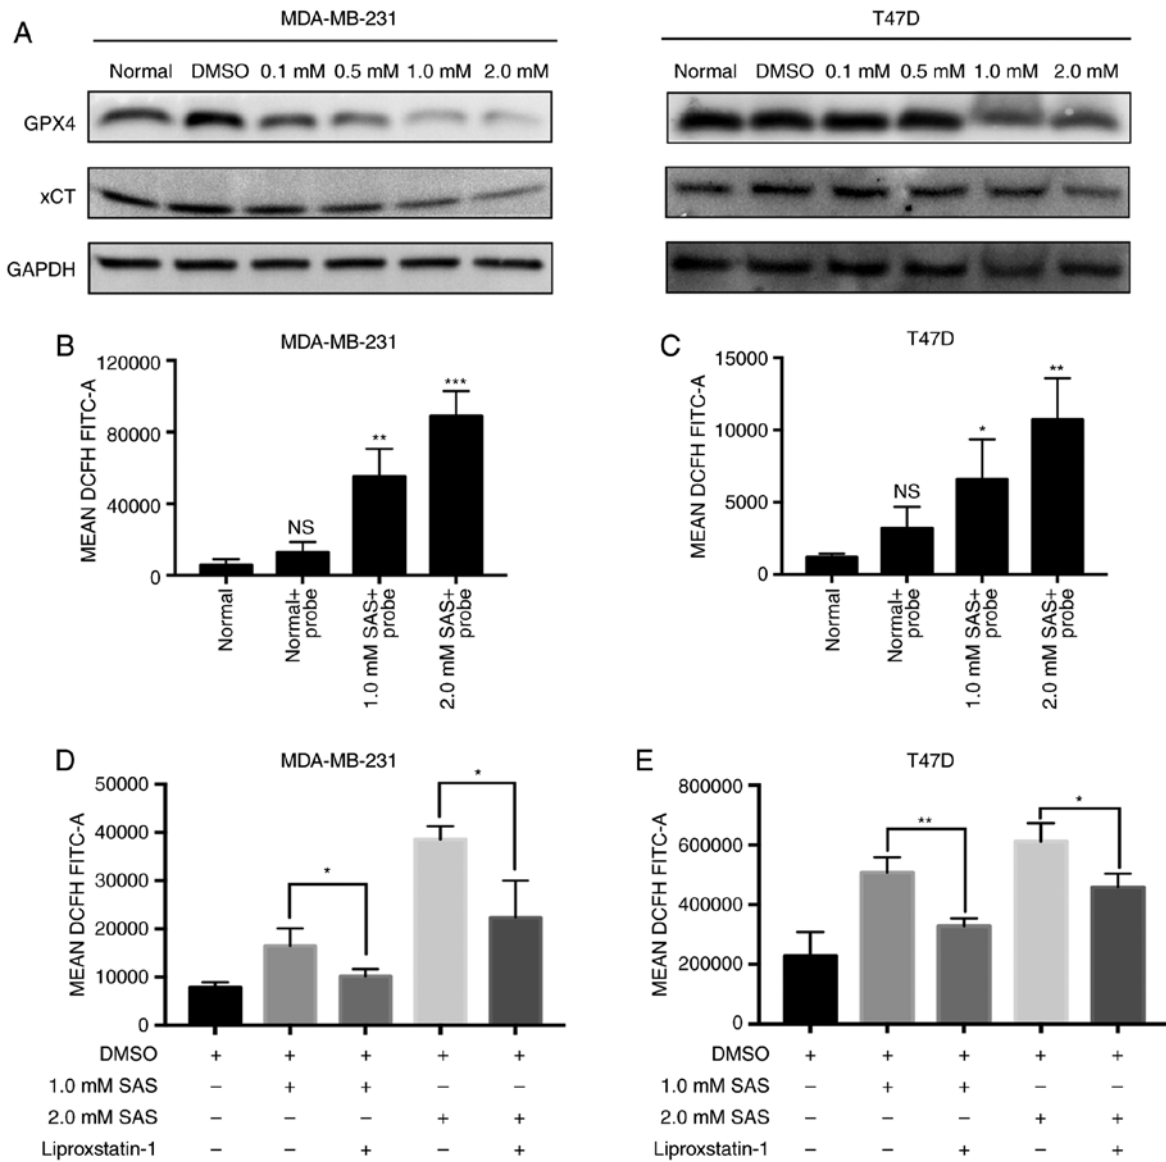 A
MDA-MB-231
T47D
Normal DMSO 0.1 mM 0.5 mM 1.0 mM 2.0 mM
Normal DMSO 0.1 mM 0.5 mM 1.0 mM 2.0 mM
GPX4
xCT
GAPDH
B
MDA-MB-231
MEAN DCFH FITC-A
120000
80000
40000
0
NS
**
***
Normal
Normal+
probe
1.0 mM SAS+
probe
2.0 mM SAS+
probe
C
T47D
MEAN DCFH FITC-A
15000
10000
5000
0
NS
*
**
Normal
Normal+
probe
1.0 mM SAS+
probe
2.0 mM SAS+
probe
D
MDA-MB-231
MEAN DCFH FITC-A
50000
40000
30000
20000
10000
0
*
*
DMSO + + + + +
1.0 mM SAS − + + − −
2.0 mM SAS − − − + +
Liproxstatin-1 − − + − +
E
T47D
MEAN DCFH FITC-A
800000
600000
400000
200000
0
**
*
DMSO + + + + +
1.0 mM SAS − + + − −
2.0 mM SAS − − − + +
Liproxstatin-1 − − + − +